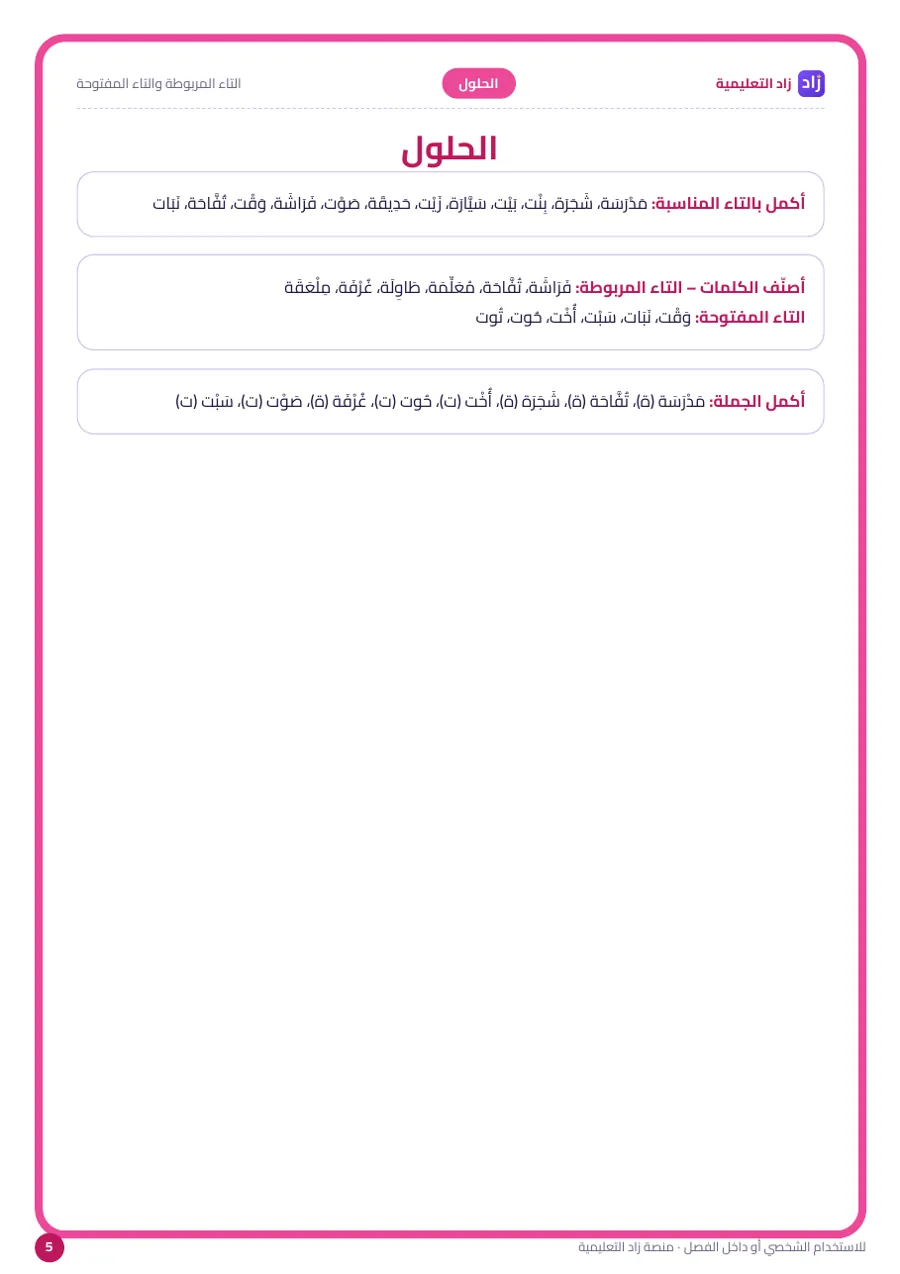 زاد زاد التعليمية
الحلول
التاء المربوطة والتاء المفتوحة
الحلول
أكمل بالتاء المناسبة: مَدْرَسَة، شَجَرَة، بِنْت، بَيْت، سَيَّارَة، زَيْت، حَدِيقَة، صَوْت، فَرَاشَة، وَقْت، تُفَّاحَة، نَبَات
أصنّف الكلمات – التاء المربوطة: فَرَاشَة، تُفَّاحَة، مُعَلِّمَة، طَاوِلَة، غُرْفَة، مِلْعَقَة
التاء المفتوحة: وَقْت، نَبَات، سَبْت، أُخْت، حُوت، تُوت
أكمل الجملة: مَدْرَسَة (ة)، تُفَّاحَة (ة)، شَجَرَة (ة)، أُخْت (ت)، حُوت (ت)، غُرْفَة (ة)، صَوْت (ت)، سَبْت (ت)
للاستخدام الشخصي أو داخل الفصل · منصة زاد التعليمية
5